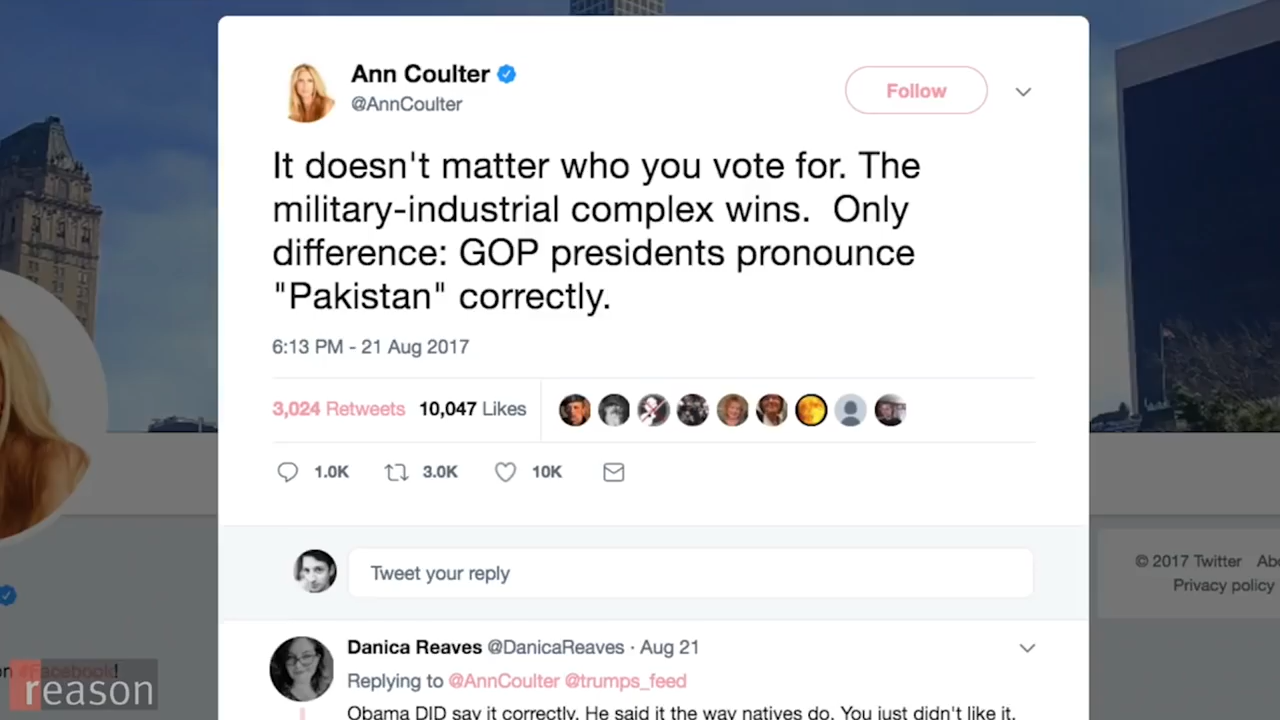 Ann Coulter
@AnnCoulter
Follow
It doesn't matter who you vote for. The
military-industrial complex wins.  Only
difference: GOP presidents pronounce
"Pakistan" correctly.
6:13 PM - 21 Aug 2017
3,024 Retweets 10,047 Likes
1.0K 3.0K 10K
Tweet your reply
© 2017 Twitter Abo
Privacy policy
Danica Reaves @DanicaReaves · Aug 21
Replying to @AnnCoulter @trumps_feed
Obama DID say it correctly. He said it the way natives do. You just didn't like it.
on #Facebook!
reason